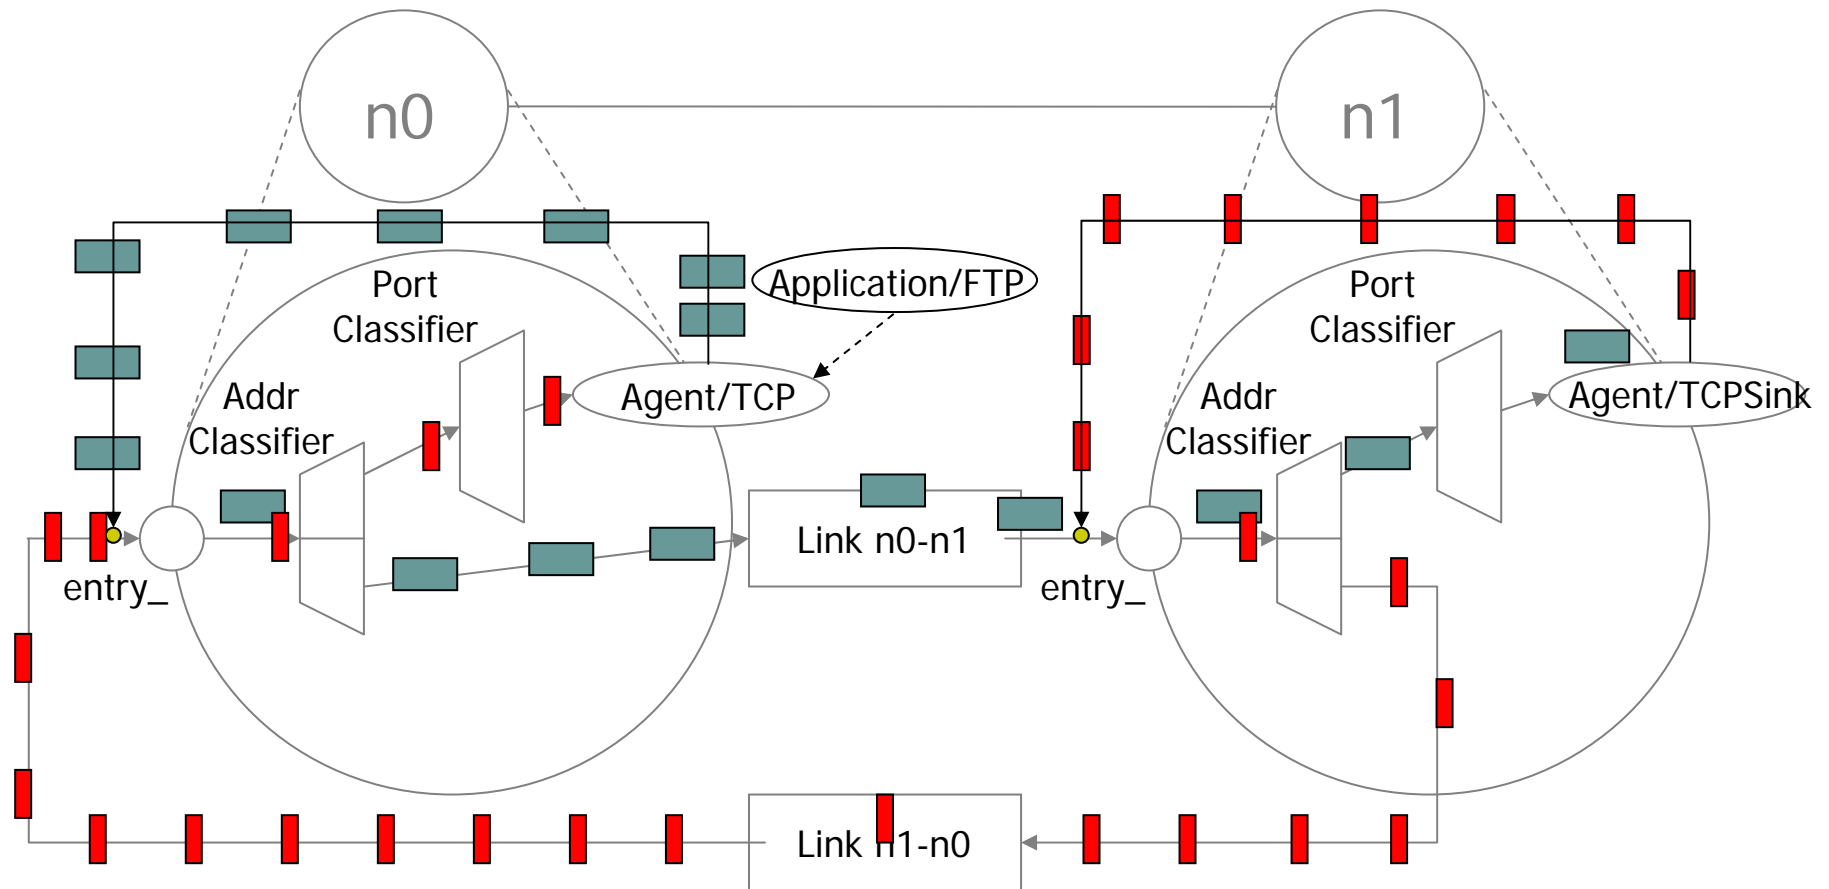 n0
n1
Application/FTP
Port
Classifier
Port
Classifier
Addr
Classifier
Agent/TCP
Addr
Classifier
Agent/TCPSink
Link n0-n1
entry_
entry_
Link n1-n0